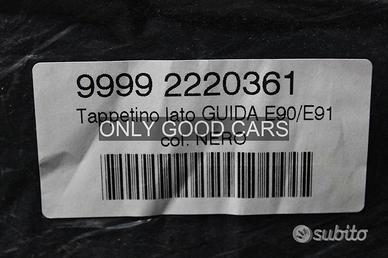 9999 2220361
Tappetino lato GUIDA E90/E91
ONLY GOOD CARS
col. NERO
subito